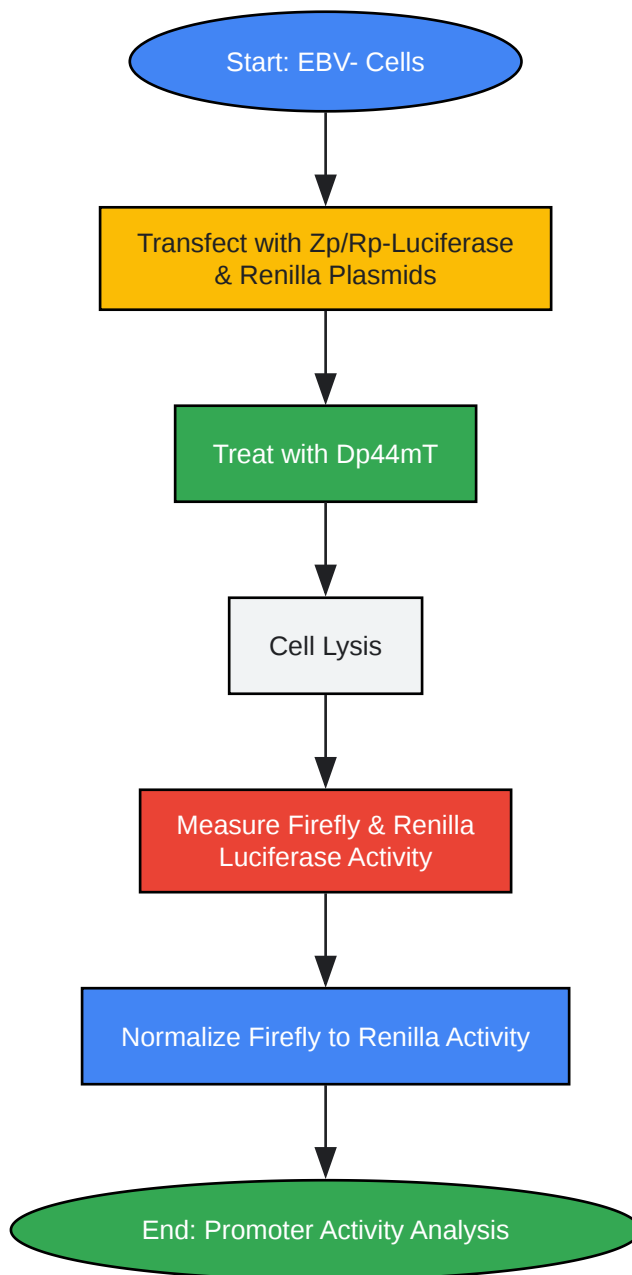 Start: EBV- Cells
Transfect with Zp/Rp-Luciferase
& Renilla Plasmids
Treat with Dp44mT
Cell Lysis
Measure Firefly & Renilla
Luciferase Activity
Normalize Firefly to Renilla Activity
End: Promoter Activity Analysis